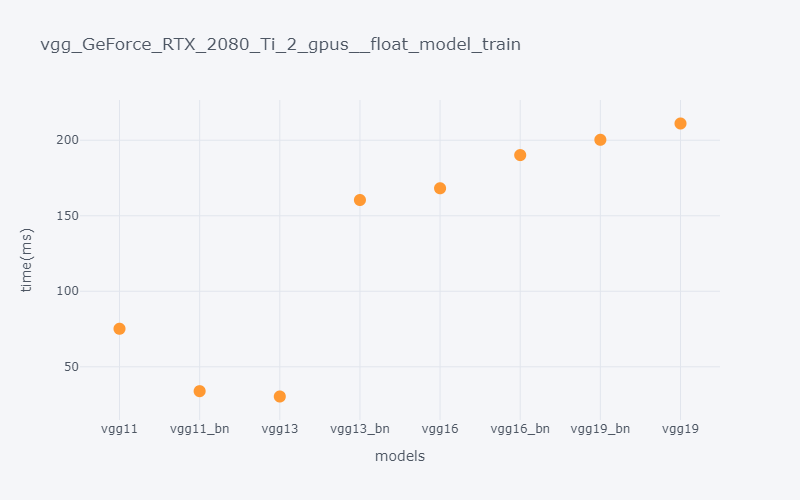 vgg_GeForce_RTX_2080_Ti_2_gpus__float_model_train
200
150
100
50
time(ms)
vgg11 vgg11_bn vgg13 vgg13_bn vgg16 vgg16_bn vgg19_bn vgg19
models